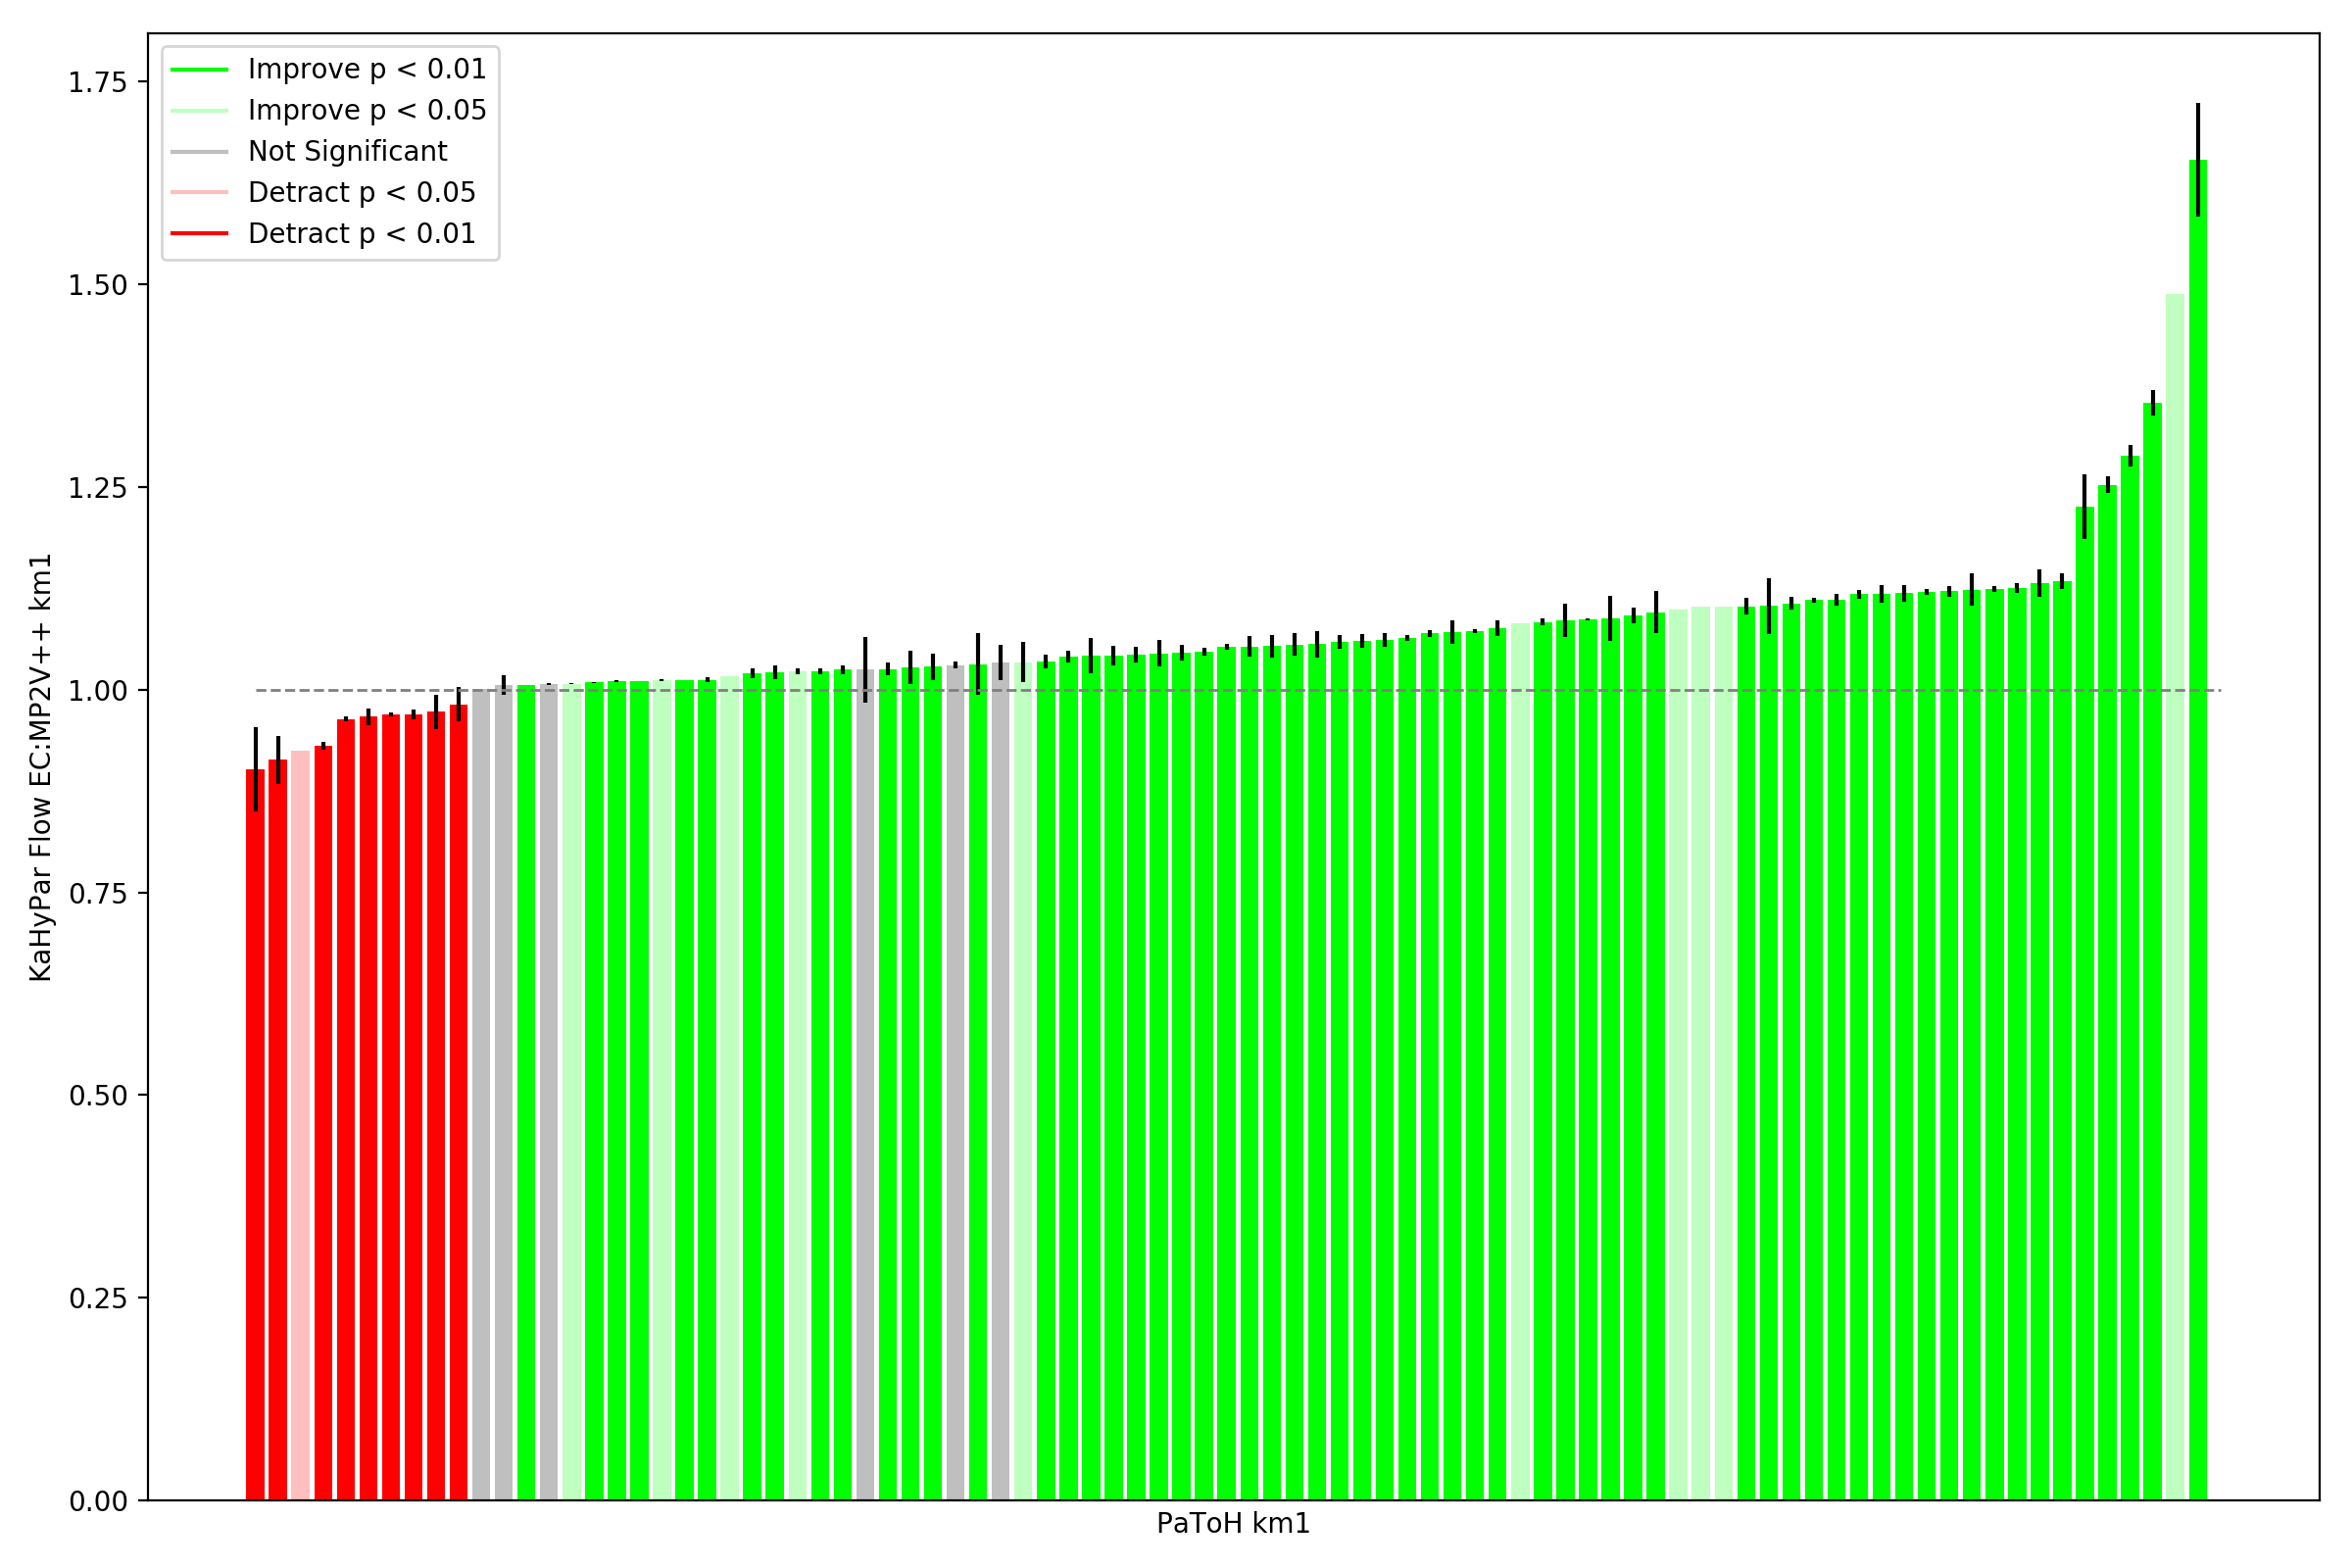 Improve p < 0.01
Improve p < 0.05
Not Significant
Detract p < 0.05
Detract p < 0.01
1.75
1.50
1.25
1.00
0.75
0.50
0.25
0.00
KaHyPar Flow EC:MP2V++ km1
PaToH km1